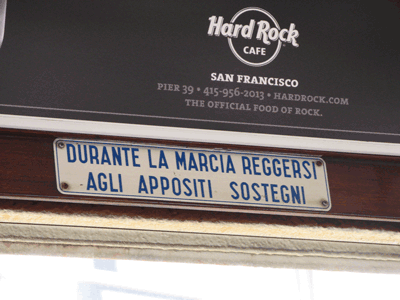 Hard Rock
CAFE
SAN FRANCISCO
PIER 39 • 415-956-2013 • HARDROCK.COM
THE OFFICIAL FOOD OF ROCK.
DURANTE LA MARCIA REGGERSI
AGLI APPOSITI SOSTEGNI